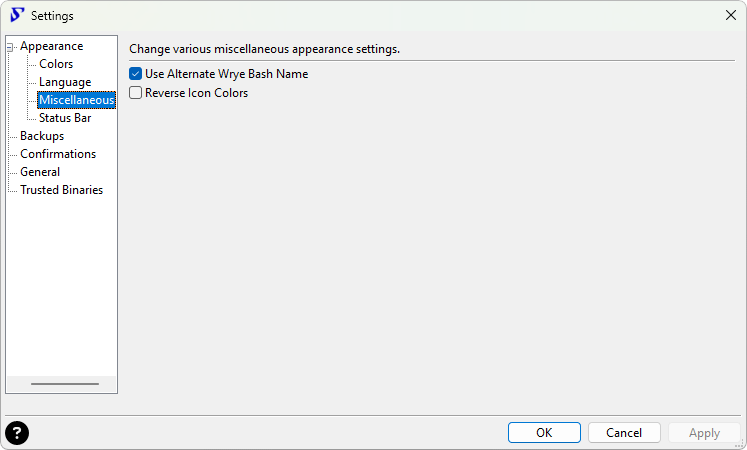 Settings
Appearance
Colors
Language
Miscellaneous
Status Bar
Backups
Confirmations
General
Trusted Binaries
Change various miscellaneous appearance settings.
Use Alternate Wrye Bash Name
Reverse Icon Colors
?
OK
Cancel
Apply